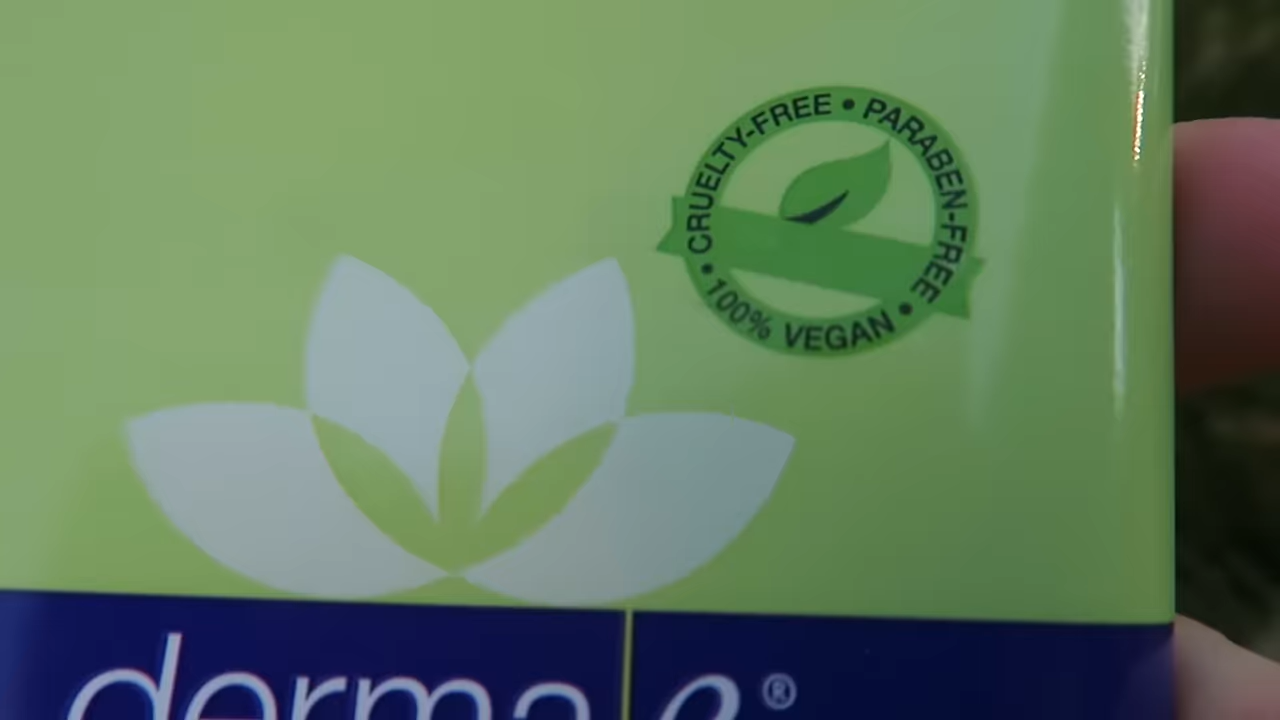 • CRUELTY-FREE • PARABEN-FREE
• 100% VEGAN
derma e®